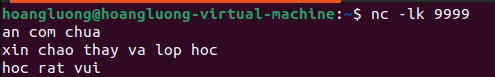 hoangluong@hoangluong-virtual-machine:~$ nc -lk 9999
an com chua
xin chao thay va lop hoc
hoc rat vui